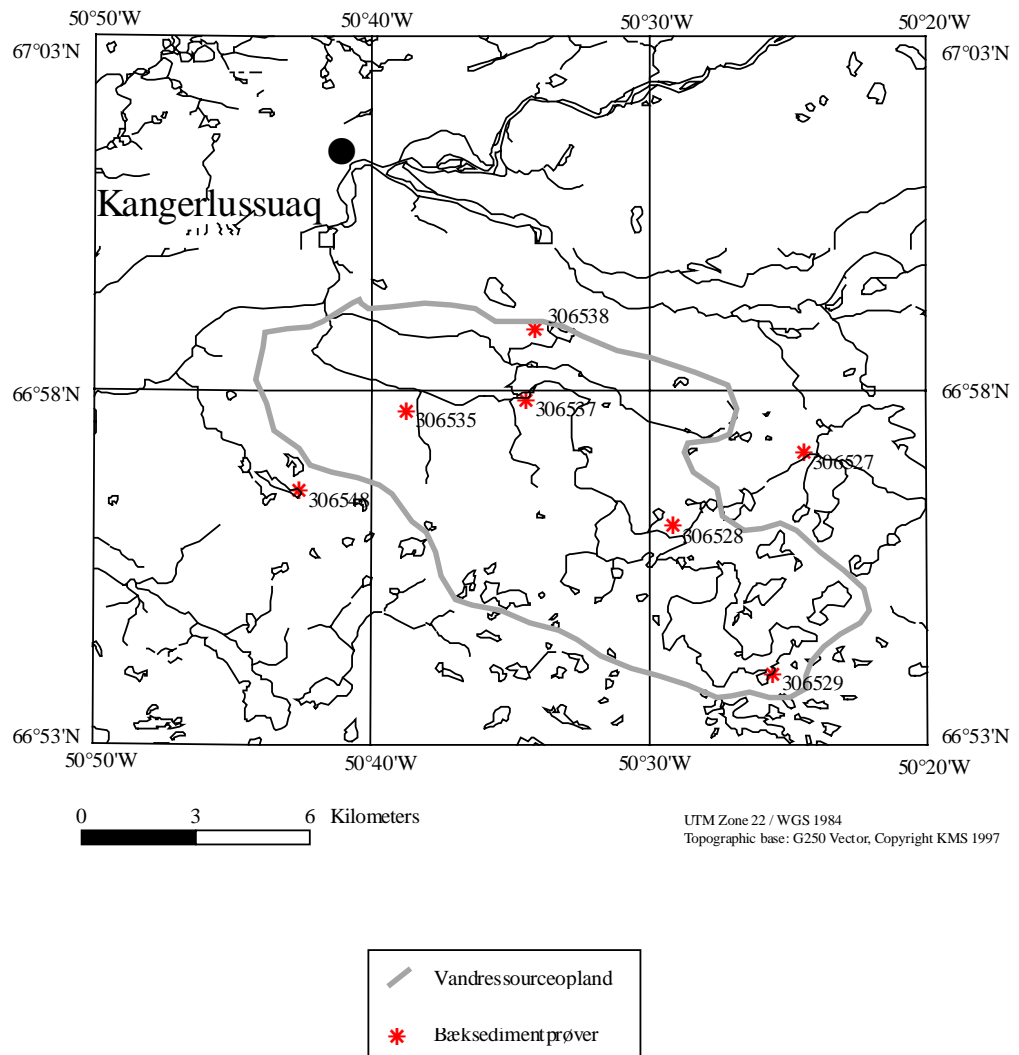 50°50'W 50°40'W 50°30'W 50°20'W
67°03'N 67°03'N
Kangerlussuaq
306538
66°58'N 66°58'N
306535
306537
306527
306548
306528
306529
66°53'N 66°53'N
50°50'W 50°40'W 50°30'W 50°20'W
0 3 6 Kilometers
UTM Zone 22 / WGS 1984
Topographic base: G250 Vector, Copyright KMS 1997
Vandressourceopland
Bæksedimentprøver